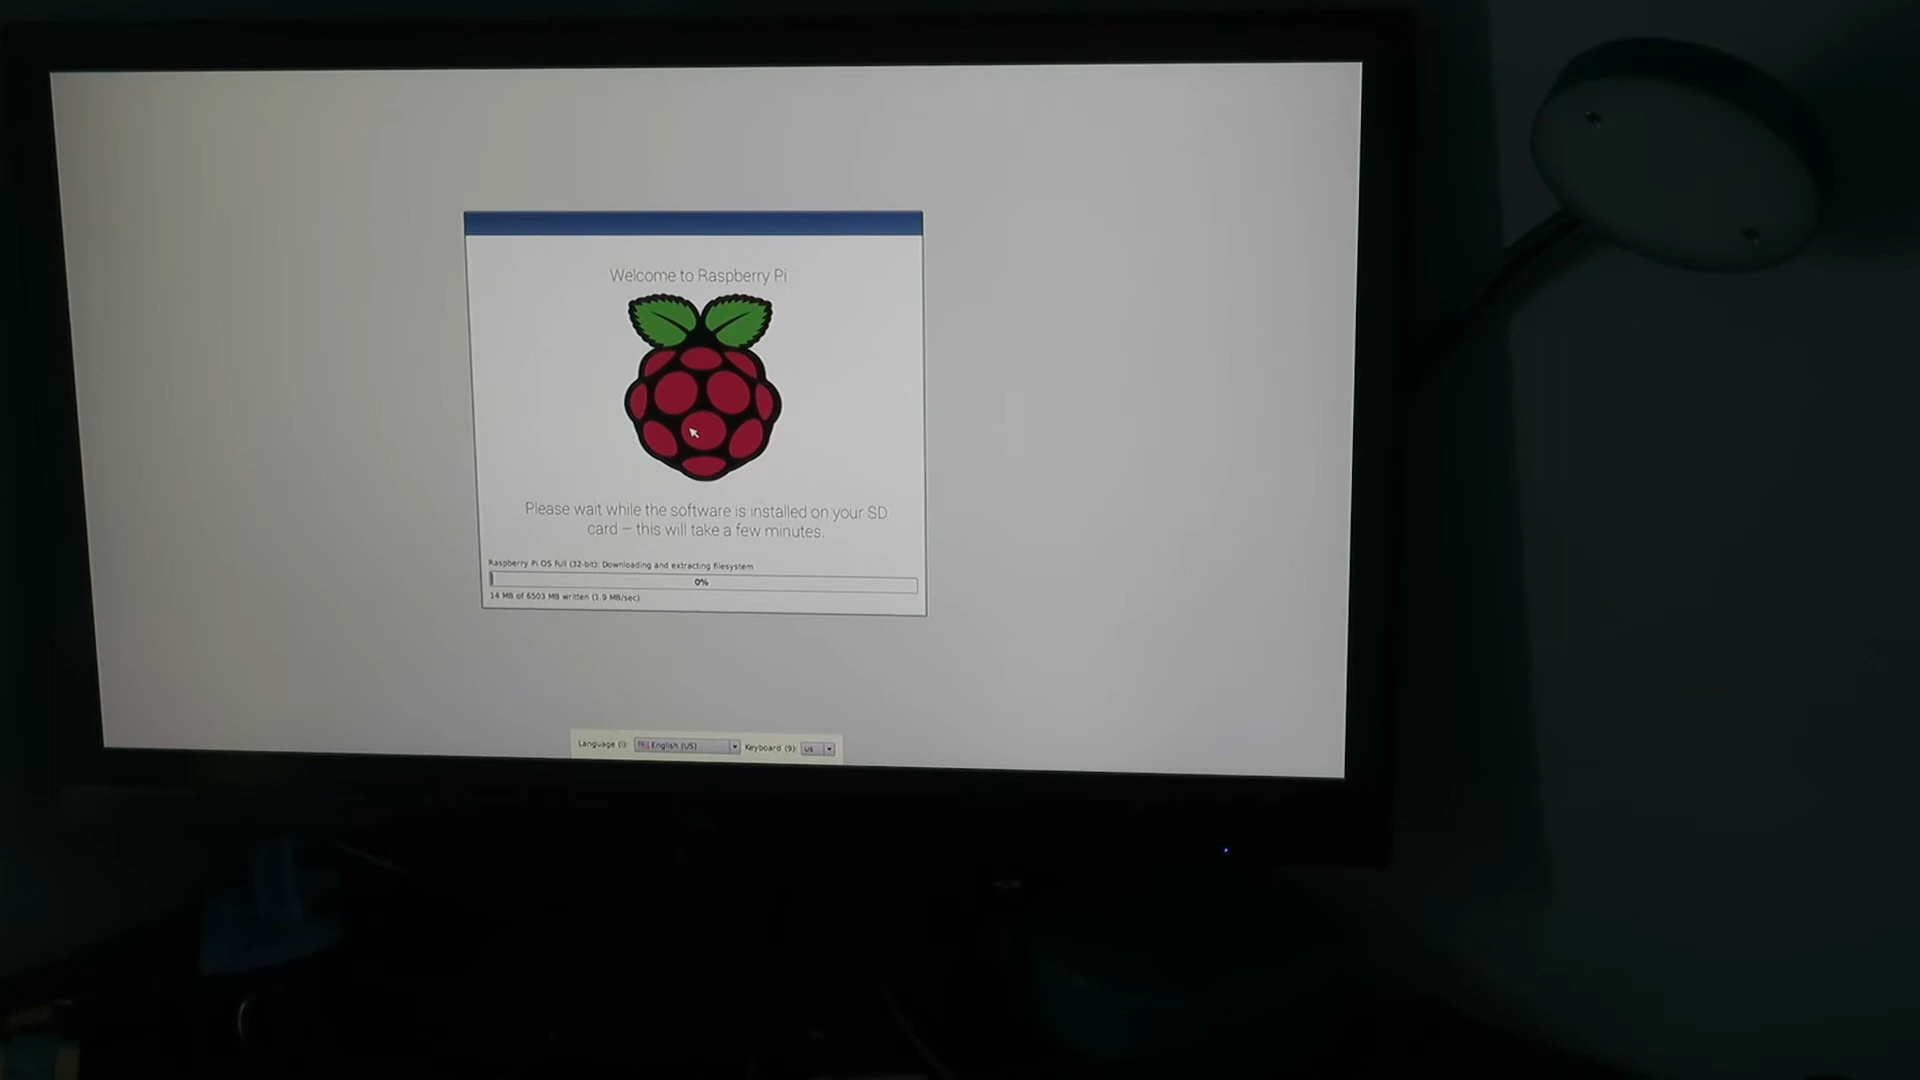 Welcome to Raspberry Pi
Please wait while the software is installed on your SD
card – this will take a few minutes.
Raspberry Pi OS Full (32-bit): Downloading and extracting filesystem
0%
14 MB of 6503 MB written (1.9 MB/sec)
Language (l): English (US) Keyboard (9): us